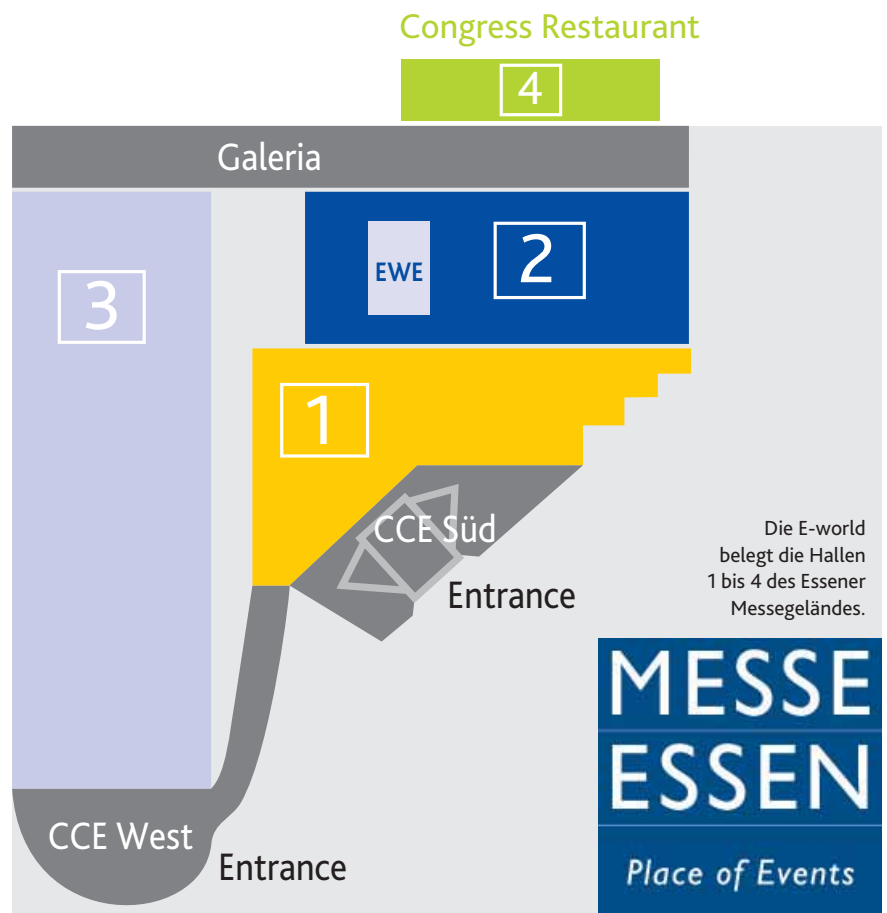 Congress Restaurant
4
Galeria
3
EWE
2
1
CCE Süd
Entrance
Die E-world
belegt die Hallen
1 bis 4 des Essener
Messegeländes.
MESSE
ESSEN
Place of Events
CCE West
Entrance